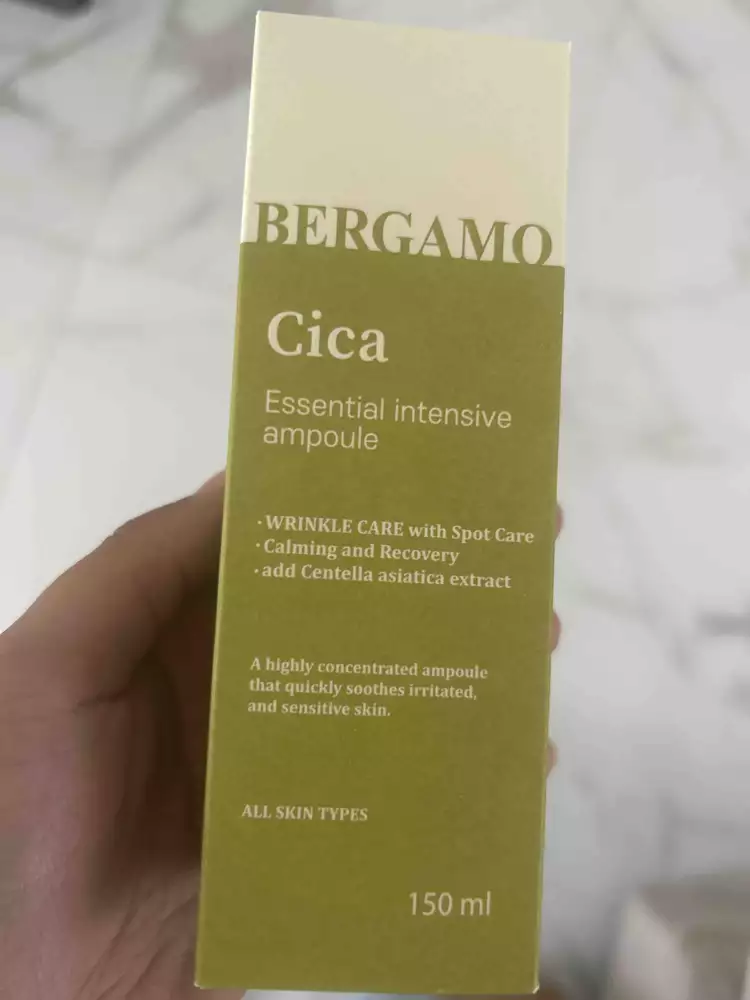 BERGAMO
Cica
Essential intensive
ampoule
· WRINKLE CARE with Spot Care
· Calming and Recovery
· add Centella asiatica extract
A highly concentrated ampoule
that quickly soothes irritated,
and sensitive skin.
ALL SKIN TYPES
150 ml